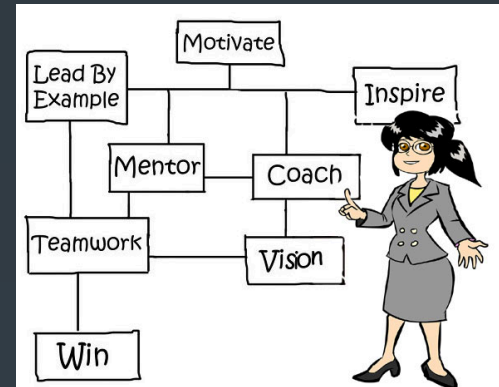 Motivate
Lead By
Example
Inspire
Mentor
Coach
Teamwork
Vision
Win